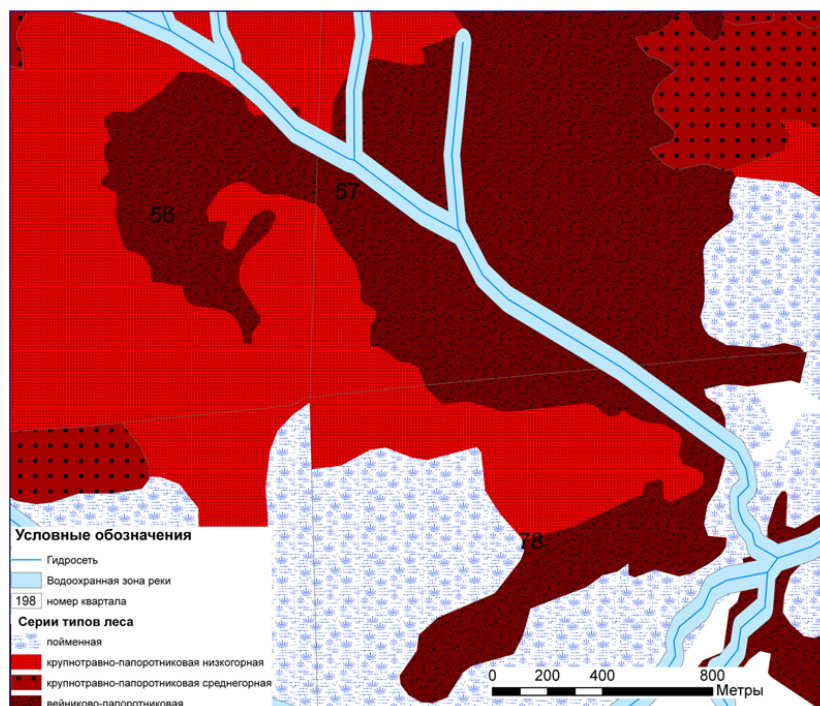 56
57
78
Условные обозначения
Гидросеть
Водоохранная зона реки
198 номер квартала
Серии типов леса
пойменная
крупнотравно-папоротниковая низкогорная
крупнотравно-папоротниковая среднегорная
вейниково-папоротниковая
0 200 400 800
Метры